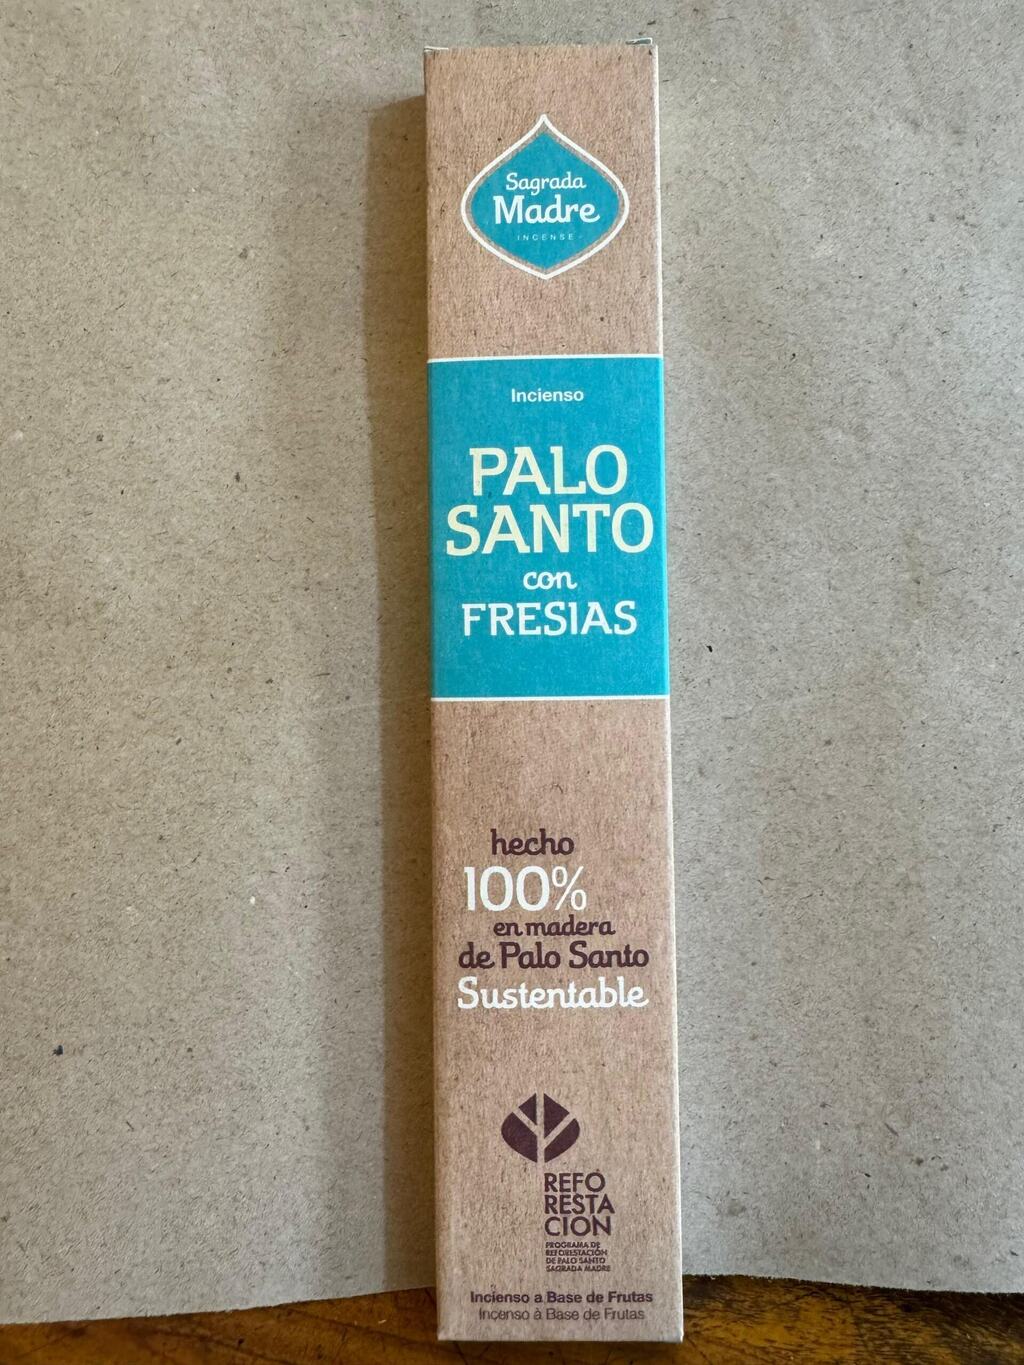 Sagrada
Madre
INCENSE
Incienso
PALO
SANTO
con
FRESIAS
hecho
100%
en madera
de Palo Santo
Sustentable
REFO
RESTA
CION
PROGRAMA DE
REFORESTACIÓN
DE PALO SANTO
SAGRADA MADRE
Incienso a Base de Frutas
Incenso à Base de Frutas